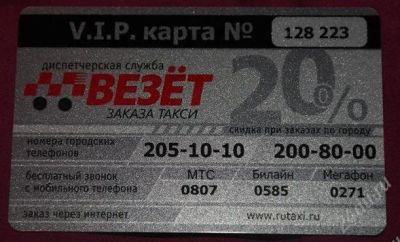 V.I.P. карта № 128 223
диспетчерская служба
ВЕЗЁТ
ЗАКАЗА ТАКСИ
20%
скидка при заказах по городу
номера городских телефонов 205-10-10 200-80-00
МТС Билайн Мегафон
бесплатный звонок с мобильного телефона 0807 0585 0271
заказ через интернет www.rutaxi.ru